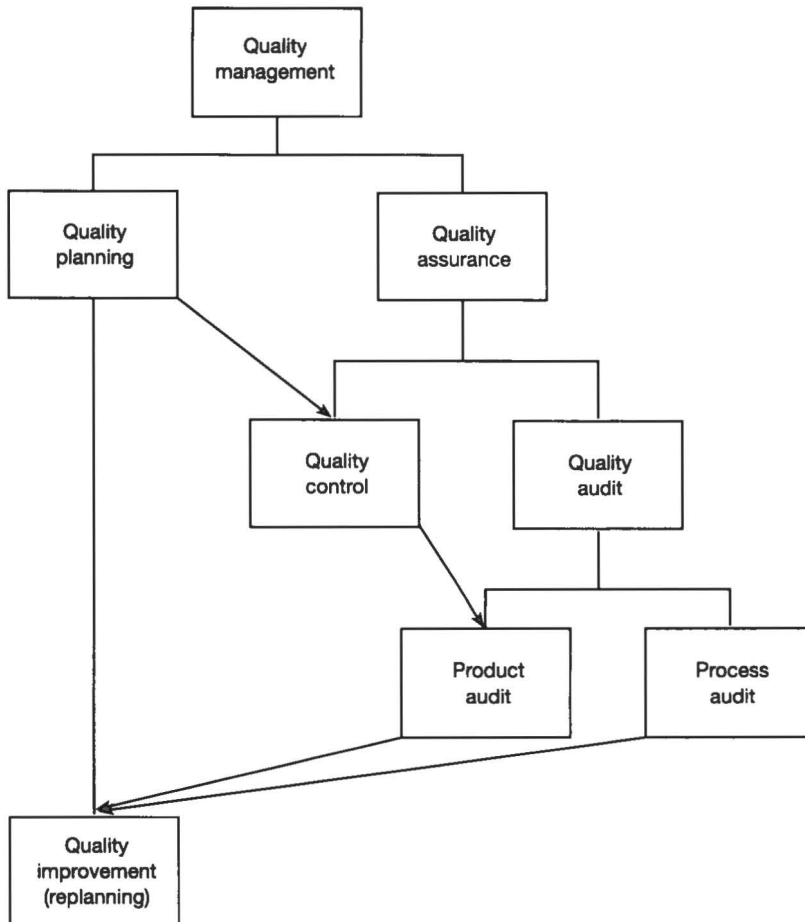 Quality
management
Quality
planning
Quality
assurance
Quality
control
Quality
audit
Product
audit
Process
audit
Quality
improvement
(replanning)